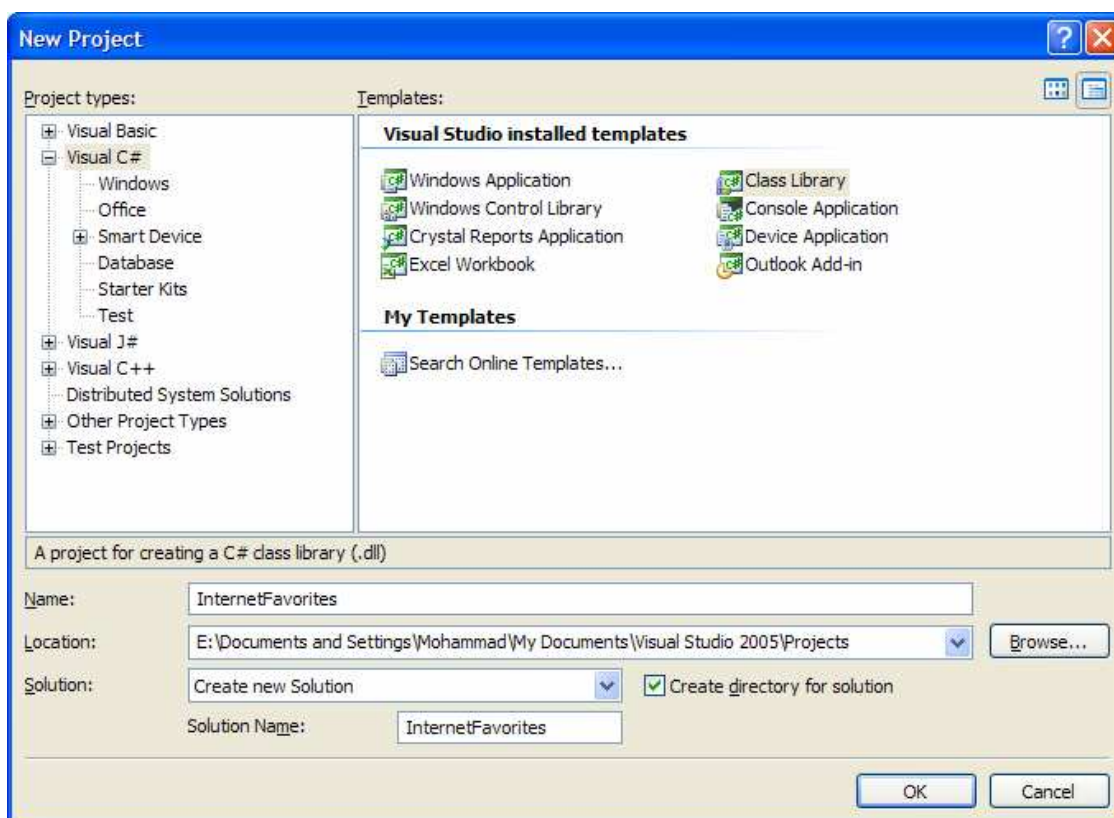 New Project
Project types:
Templates:
Visual Basic
Visual C#
Windows
Office
Smart Device
Database
Starter Kits
Test
Visual J#
Visual C++
Distributed System Solutions
Other Project Types
Test Projects
Visual Studio installed templates
Windows Application
Class Library
Windows Control Library
Console Application
Crystal Reports Application
Device Application
Excel Workbook
Outlook Add-in
My Templates
Search Online Templates...
A project for creating a C# class library (.dll)
Name:
InternetFavorites
Location:
E:\Documents and Settings\Mohammad\My Documents\Visual Studio 2005\Projects
Browse...
Solution:
Create new Solution
Create directory for solution
Solution Name:
InternetFavorites
OK
Cancel